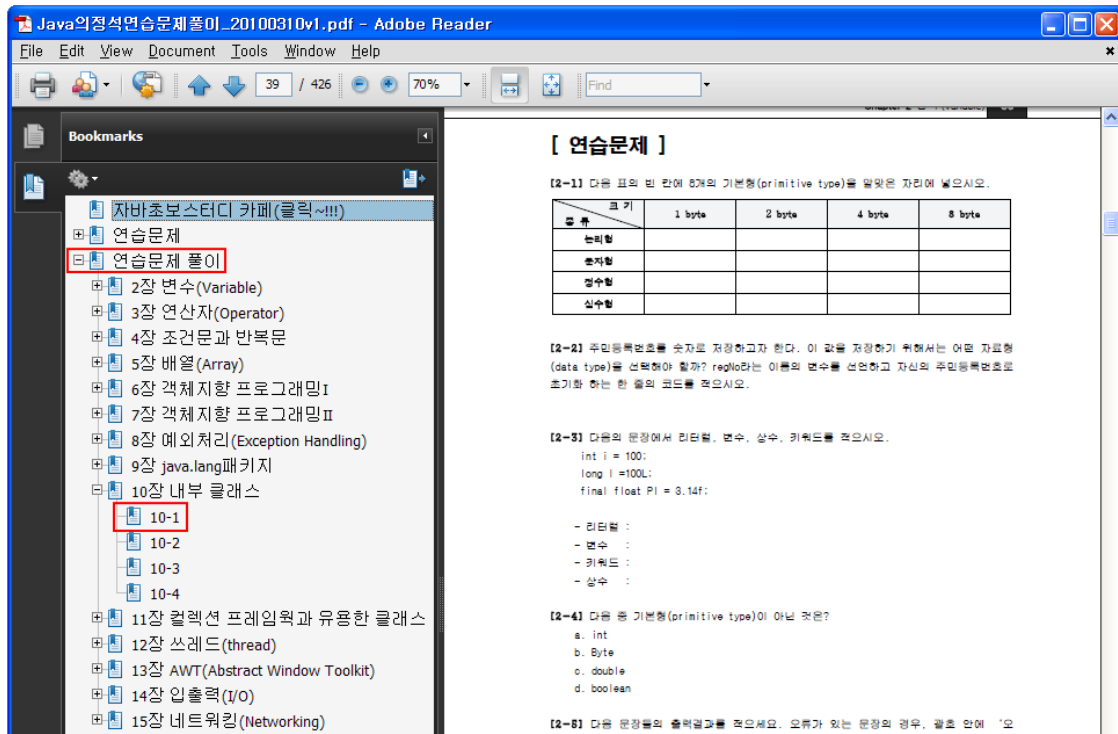 Java의정석연습문제풀이_20100310v1.pdf - Adobe Reader
File Edit View Document Tools Window Help
39 / 426 70% Find
Bookmarks
자바초보스터디 카페(클릭~!!!)
연습문제
연습문제 풀이
2장 변수(Variable)
3장 연산자(Operator)
4장 조건문과 반복문
5장 배열(Array)
6장 객체지향 프로그래밍I
7장 객체지향 프로그래밍II
8장 예외처리(Exception Handling)
9장 java.lang패키지
10장 내부 클래스
10-1
10-2
10-3
10-4
11장 컬렉션 프레임웍과 유용한 클래스
12장 쓰레드(thread)
13장 AWT(Abstract Window Toolkit)
14장 입출력(I/O)
15장 네트워킹(Networking)
[ 연습문제 ]
[2-1] 다음 표의 빈 칸에 8개의 기본형(primitive type)을 알맞은 자리에 넣으시오.
크 기
종 류
1 byte 2 byte 4 byte 8 byte
논리형
문자형
정수형
실수형
[2-2] 주민등록번호를 숫자로 저장하고자 한다. 이 값을 저장하기 위해서는 어떤 자료형
(data type)을 선택해야 할까? regNo라는 이름의 변수를 선언하고 자신의 주민등록번호로
초기화 하는 한 줄의 코드를 적으시오.
[2-3] 다음의 문장에서 리터럴, 변수, 상수, 키워드를 적으시오.
int i = 100;
long l =100L;
final float PI = 3.14f;
- 리터럴 :
- 변수 :
- 키워드 :
- 상수 :
[2-4] 다음 중 기본형(primitive type)이 아닌 것은?
a. int
b. Byte
c. double
d. boolean
[2-5] 다음 문장들의 출력결과를 적으세요. 오류가 있는 문장의 경우, 괄호 안에 '오